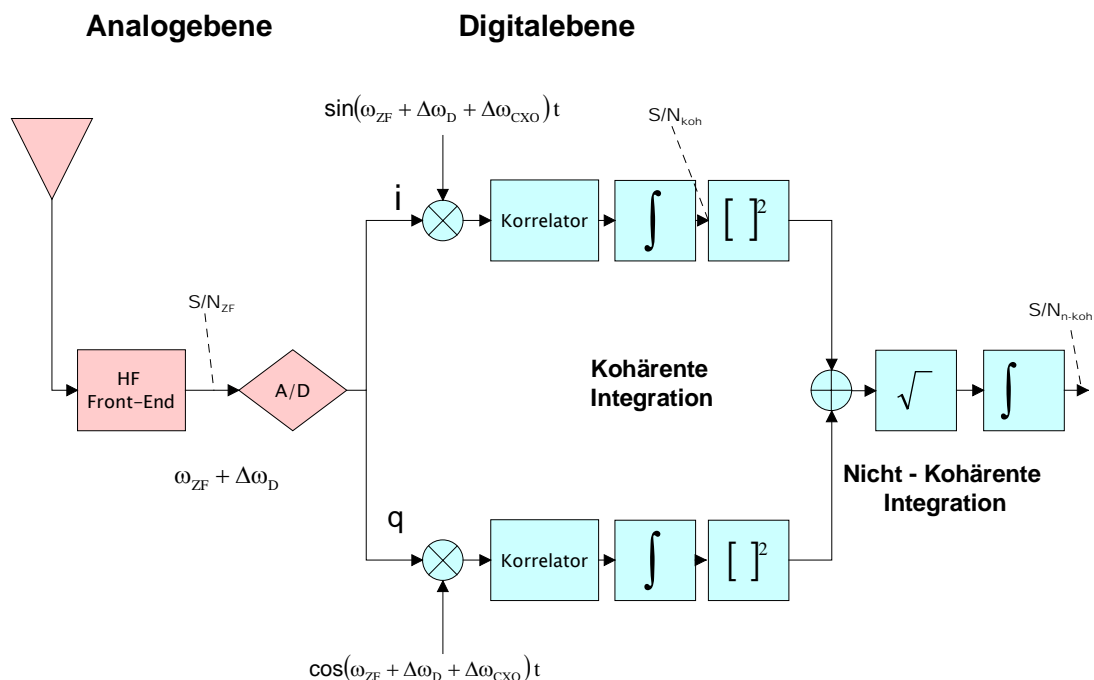 Analogebene
Digitalebene
sin(ω_ZF + Δω_D + Δω_CXO) t
S/N_koh
i
Korrelator
∫
[ ]²
S/N_ZF
S/N_n-koh
HF
Front-End
A/D
Kohärente
Integration
√
∫
ω_ZF + Δω_D
Nicht - Kohärente
Integration
q
Korrelator
∫
[ ]²
cos(ω_ZF + Δω_D + Δω_CXO) t